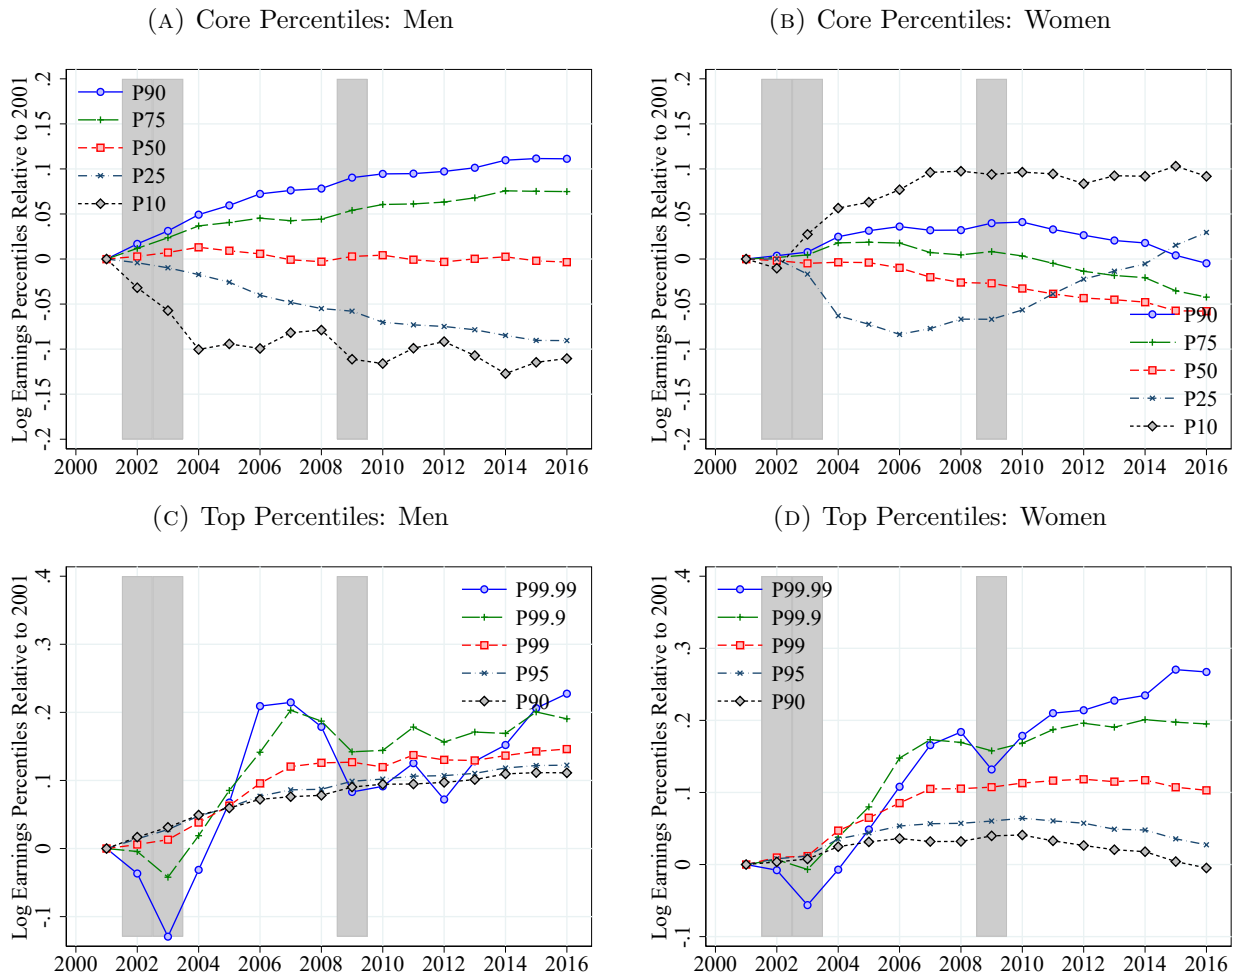 (A) Core Percentiles: Men
Log Earnings Percentiles Relative to 2001
.2
.15
.1
.05
0
-.05
-.1
-.15
-.2
P90
P75
P50
P25
P10
2000 2002 2004 2006 2008 2010 2012 2014 2016
(B) Core Percentiles: Women
Log Earnings Percentiles Relative to 2001
.2
.15
.1
.05
0
-.05
-.1
-.15
-.2
P90
P75
P50
P25
P10
2000 2002 2004 2006 2008 2010 2012 2014 2016
(C) Top Percentiles: Men
Log Earnings Percentiles Relative to 2001
.4
.3
.2
.1
0
-.1
P99.99
P99.9
P99
P95
P90
2000 2002 2004 2006 2008 2010 2012 2014 2016
(D) Top Percentiles: Women
Log Earnings Percentiles Relative to 2001
.4
.3
.2
.1
0
-.1
P99.99
P99.9
P99
P95
P90
2000 2002 2004 2006 2008 2010 2012 2014 2016